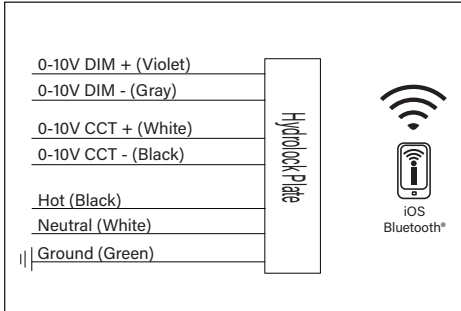 0-10V DIM + (Violet)
0-10V DIM - (Gray)
0-10V CCT + (White)
0-10V CCT - (Black)
Hot (Black)
Neutral (White)
Ground (Green)
Hydrolock Plate
iOS
Bluetooth®